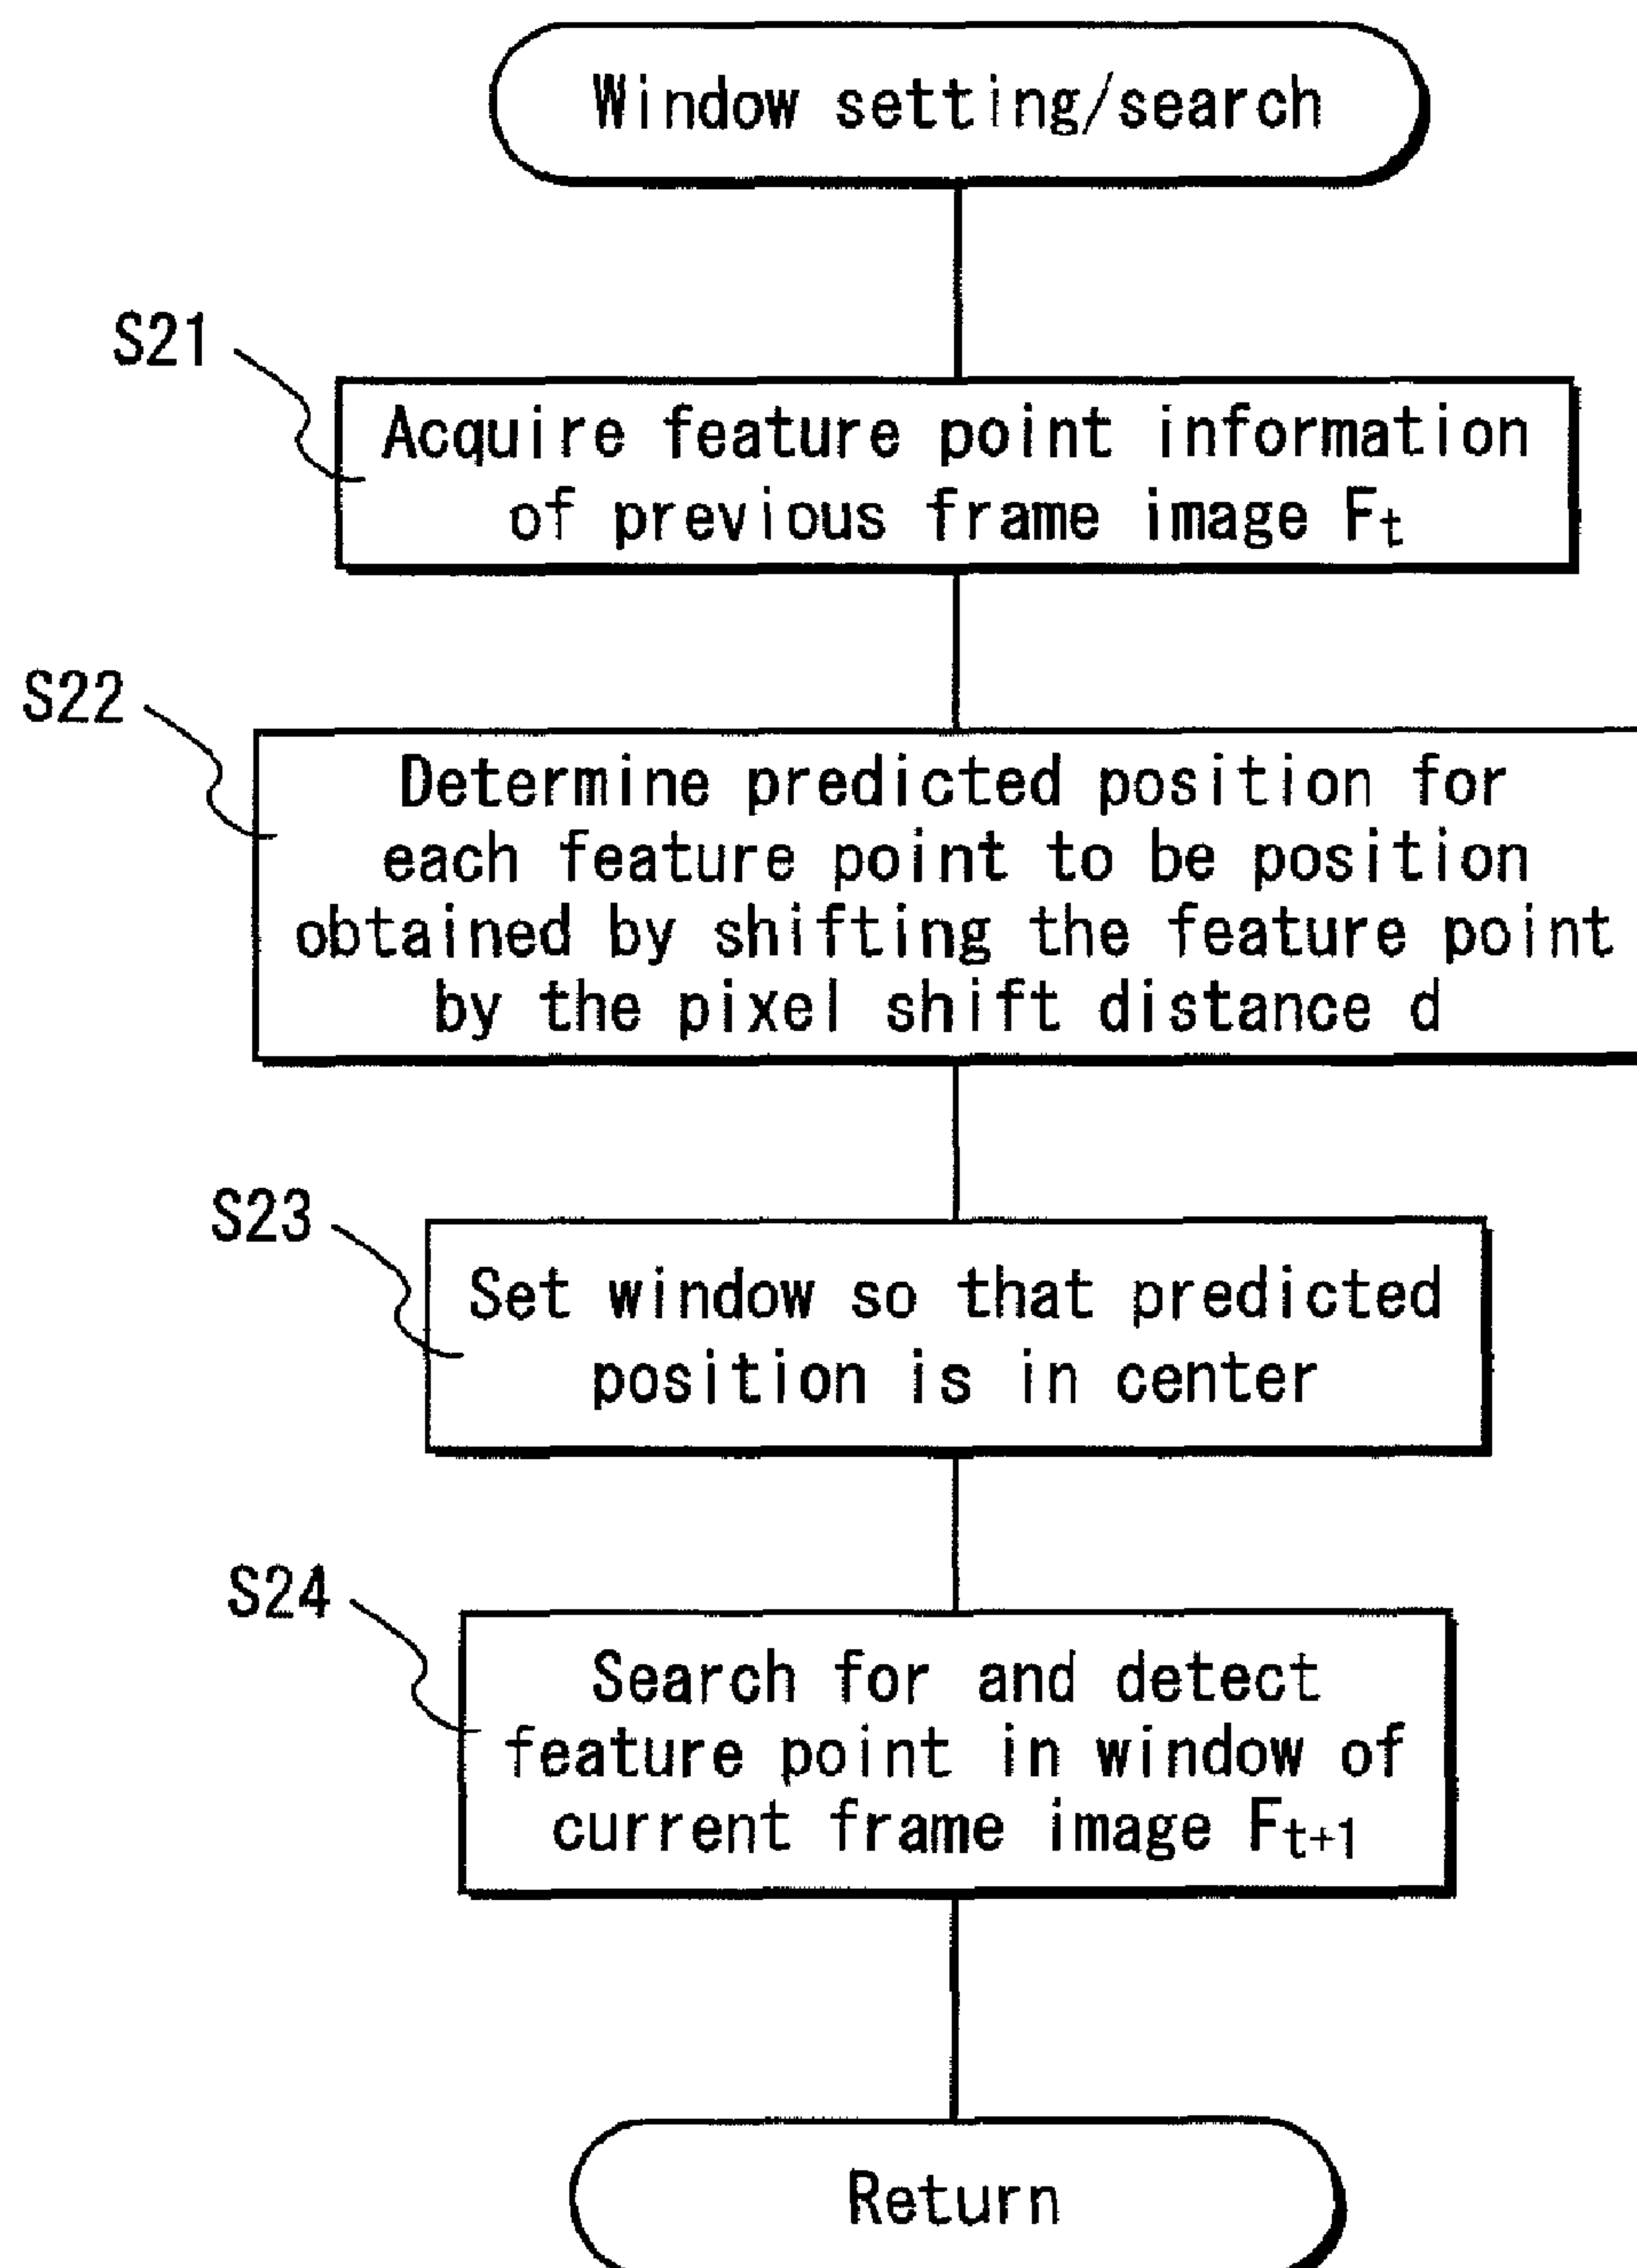 Window setting/search
S21
Acquire feature point information
of previous frame image Ft
S22
Determine predicted position for
each feature point to be position
obtained by shifting the feature point
by the pixel shift distance d
S23
Set window so that predicted
position is in center
S24
Search for and detect
feature point in window of
current frame image Ft+1
Return